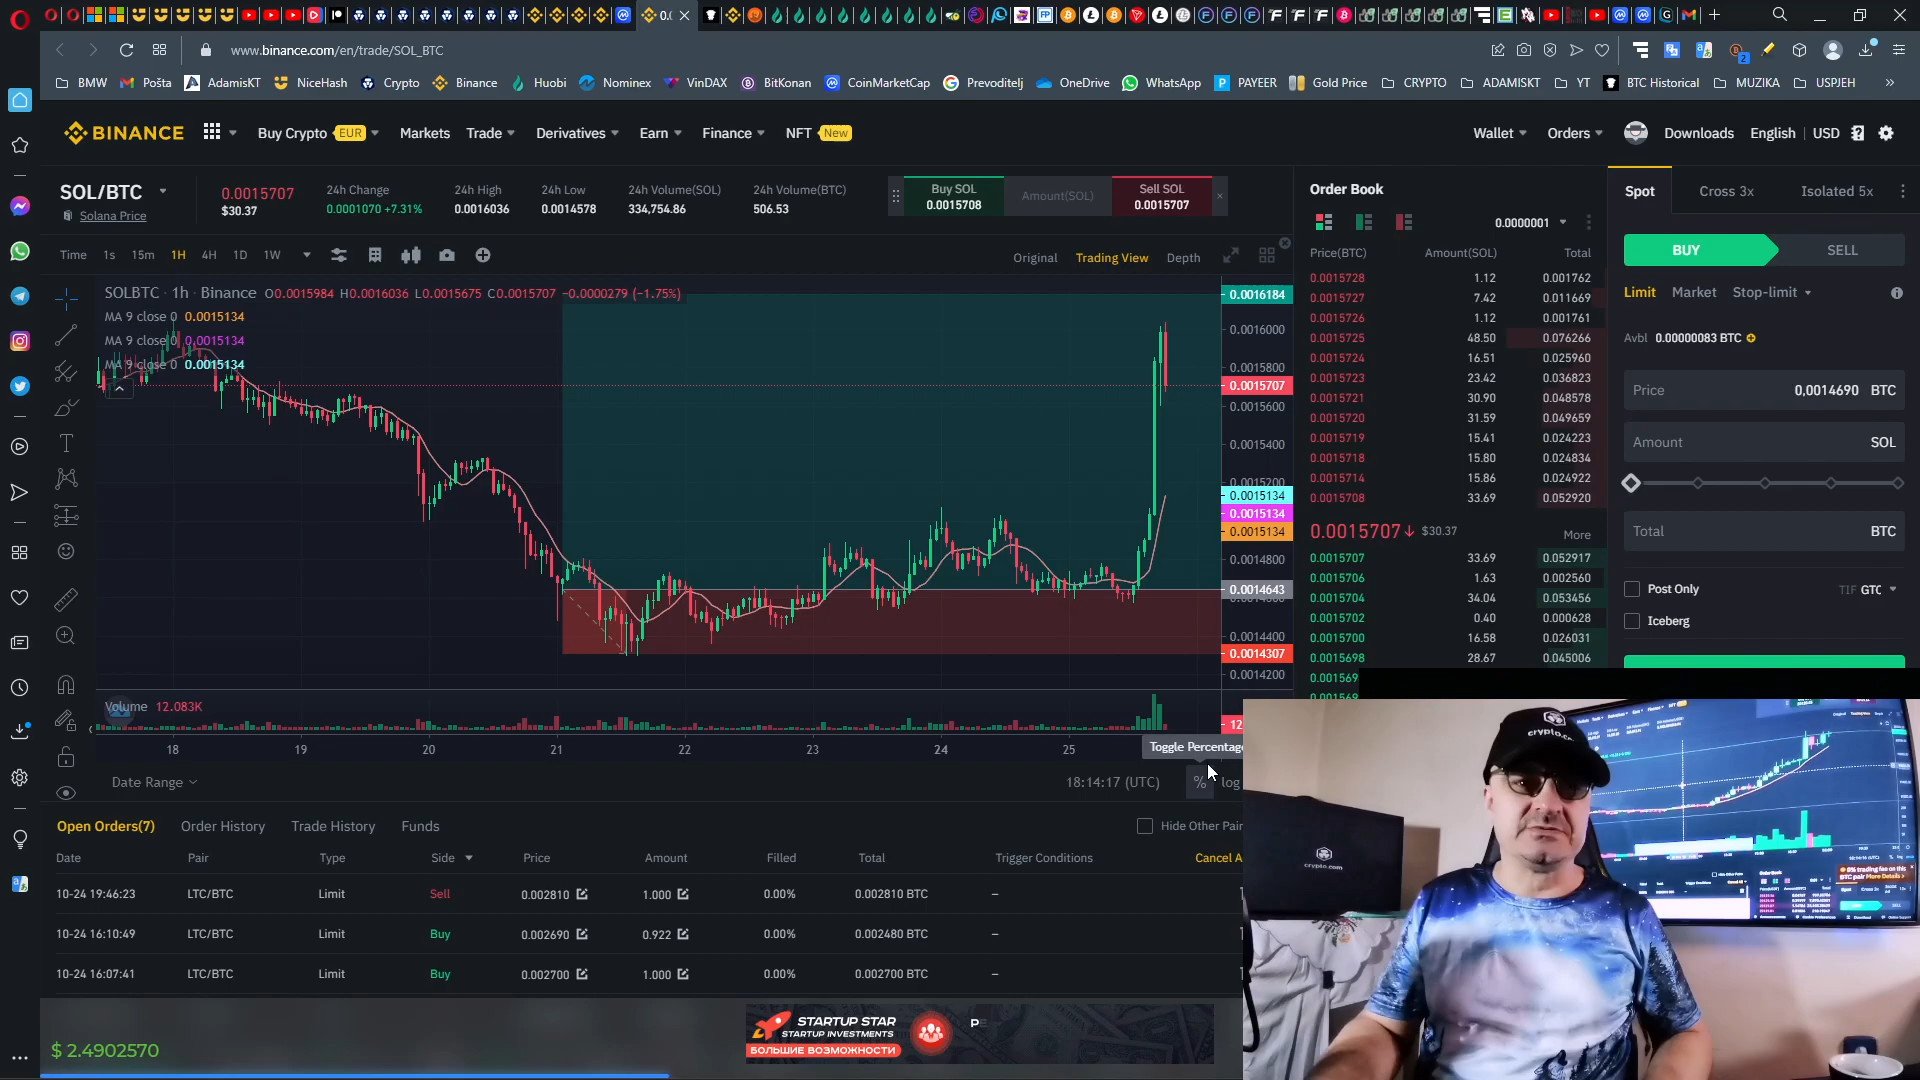 www.binance.com/en/trade/SOL_BTC
BMW Pošta AdamisKT NiceHash Crypto Binance Huobi Nominex VinDAX BitKonan CoinMarketCap Prevoditelj OneDrive WhatsApp PAYEER Gold Price CRYPTO ADAMISKT YT BTC Historical MUZIKA USPJEH »
BINANCE Buy Crypto EUR Markets Trade Derivatives Earn Finance NFT New Wallet Orders Downloads English | USD
SOL/BTC
Solana Price
0.0015707
$30.37
24h Change
0.0001070 +7.31%
24h High
0.0016036
24h Low
0.0014578
24h Volume(SOL)
334,754.86
24h Volume(BTC)
506.53
Buy SOL
0.0015708
Amount(SOL)
Sell SOL
0.0015707
Time 1s 15m 1H 4H 1D 1W
Original Trading View Depth
SOLBTC · 1h · Binance O0.0015984 H0.0016036 L0.0015675 C0.0015707 −0.0000279 (−1.75%)
MA 9 close 0 0.0015134
MA 9 close 0 0.0015134
MA 9 close 0 0.0015134
0.0016184
0.0016000
0.0015800
0.0015707
0.0015600
0.0015400
0.0015200
0.0015134
0.0015134
0.0015134
0.0014800
0.0014643
0.0014400
0.0014307
0.0014200
Volume 12.083K
18 19 20 21 22 23 24 25
Toggle Percentage
Date Range 18:14:17 (UTC) % log
Open Orders(7) Order History Trade History Funds Hide Other Pair
Date Pair Type Side Price Amount Filled Total Trigger Conditions Cancel A
10-24 19:46:23 LTC/BTC Limit Sell 0.002810 1.000 0.00% 0.002810 BTC –
10-24 16:10:49 LTC/BTC Limit Buy 0.002690 0.922 0.00% 0.002480 BTC –
10-24 16:07:41 LTC/BTC Limit Buy 0.002700 1.000 0.00% 0.002700 BTC –
$ 2.4902570
STARTUP STAR
STARTUP INVESTMENTS
БОЛЬШИЕ ВОЗМОЖНОСТИ
Order Book
0.0000001
Price(BTC) Amount(SOL) Total
0.0015728 1.12 0.001762
0.0015727 7.42 0.011669
0.0015726 1.12 0.001761
0.0015725 48.50 0.076266
0.0015724 16.51 0.025960
0.0015723 23.42 0.036823
0.0015721 30.90 0.048578
0.0015720 31.59 0.049659
0.0015719 15.41 0.024223
0.0015718 15.80 0.024834
0.0015714 15.86 0.024922
0.0015708 33.69 0.052920
0.0015707↓ $30.37 More
0.0015707 33.69 0.052917
0.0015706 1.63 0.002560
0.0015704 34.04 0.053456
0.0015702 0.40 0.000628
0.0015700 16.58 0.026031
0.0015698 28.67 0.045006
0.001569
Spot Cross 3x Isolated 5x
BUY SELL
Limit Market Stop-limit
Avbl 0.00000083 BTC
Price 0,0014690 BTC
Amount SOL
Total BTC
Post Only TIF GTC
Iceberg
crypto.com
crypto.com